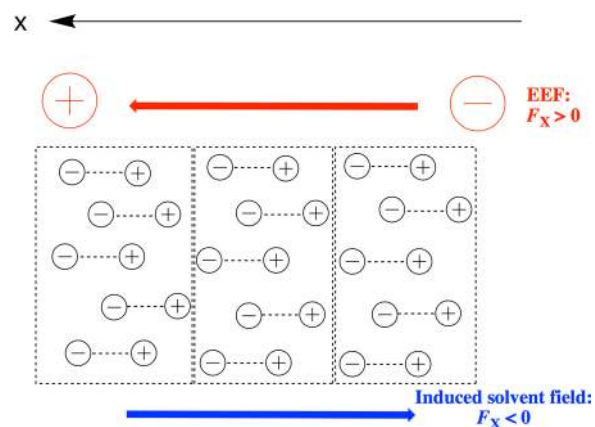 X
EEF:
F_X > 0
Induced solvent field:
F_X < 0